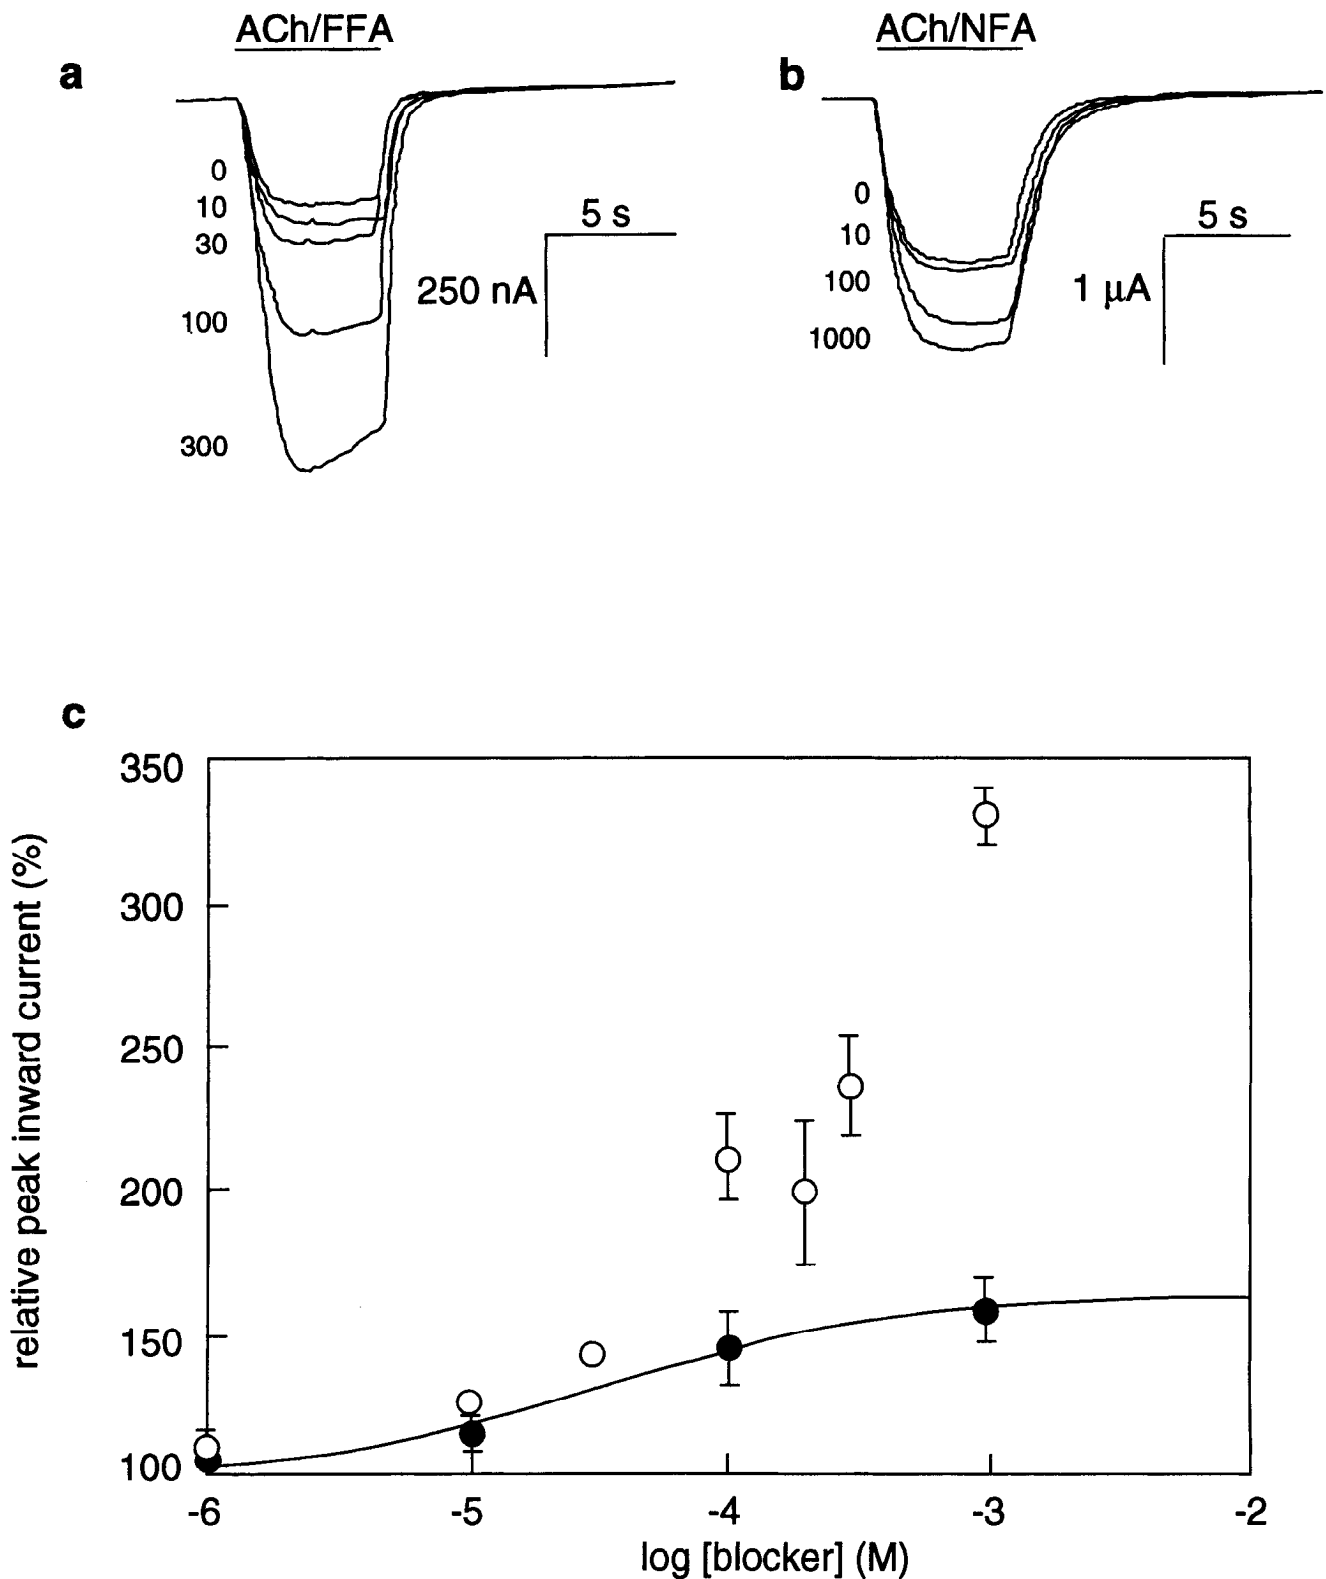 ACh/FFA
ACh/NFA
a
b
0
10
30
100
300
5 s
250 nA
0
10
100
1000
5 s
1 μA
c
350
300
250
200
150
100
relative peak inward current (%)
-6
-5
-4
-3
-2
log [blocker] (M)